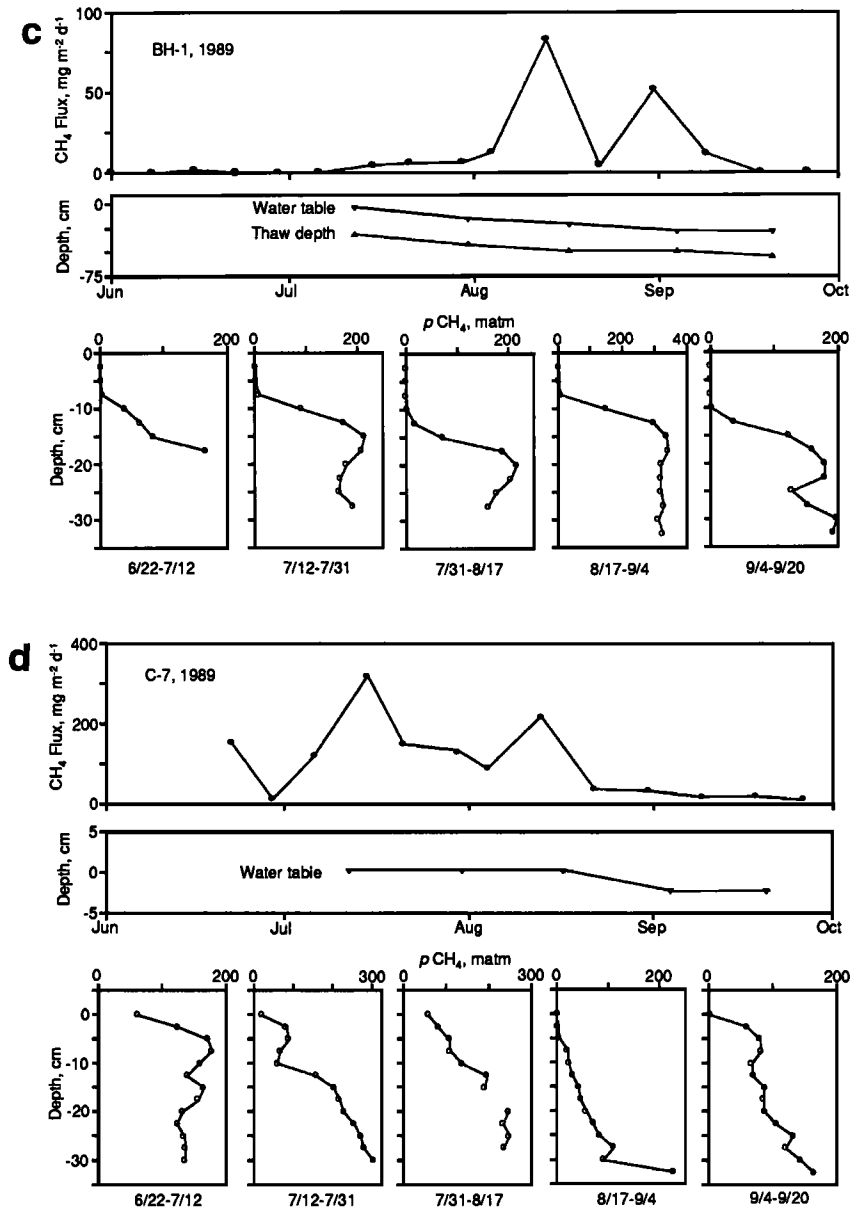 c
BH-1, 1989
CH4 Flux, mg m-2 d-1
100
50
0
Water table
Thaw depth
Depth, cm
0
-75
Jun Jul Aug Sep Oct
p CH4, matm
0 200 0 200 0 200 0 200 400 0 200
Depth, cm
0
-10
-20
-30
6/22-7/12 7/12-7/31 7/31-8/17 8/17-9/4 9/4-9/20
d
C-7, 1989
CH4 Flux, mg m-2 d-1
400
200
0
Water table
Depth, cm
5
0
-5
Jun Jul Aug Sep Oct
p CH4, matm
0 200 0 300 0 300 0 200 0 200
Depth, cm
0
-10
-20
-30
6/22-7/12 7/12-7/31 7/31-8/17 8/17-9/4 9/4-9/20